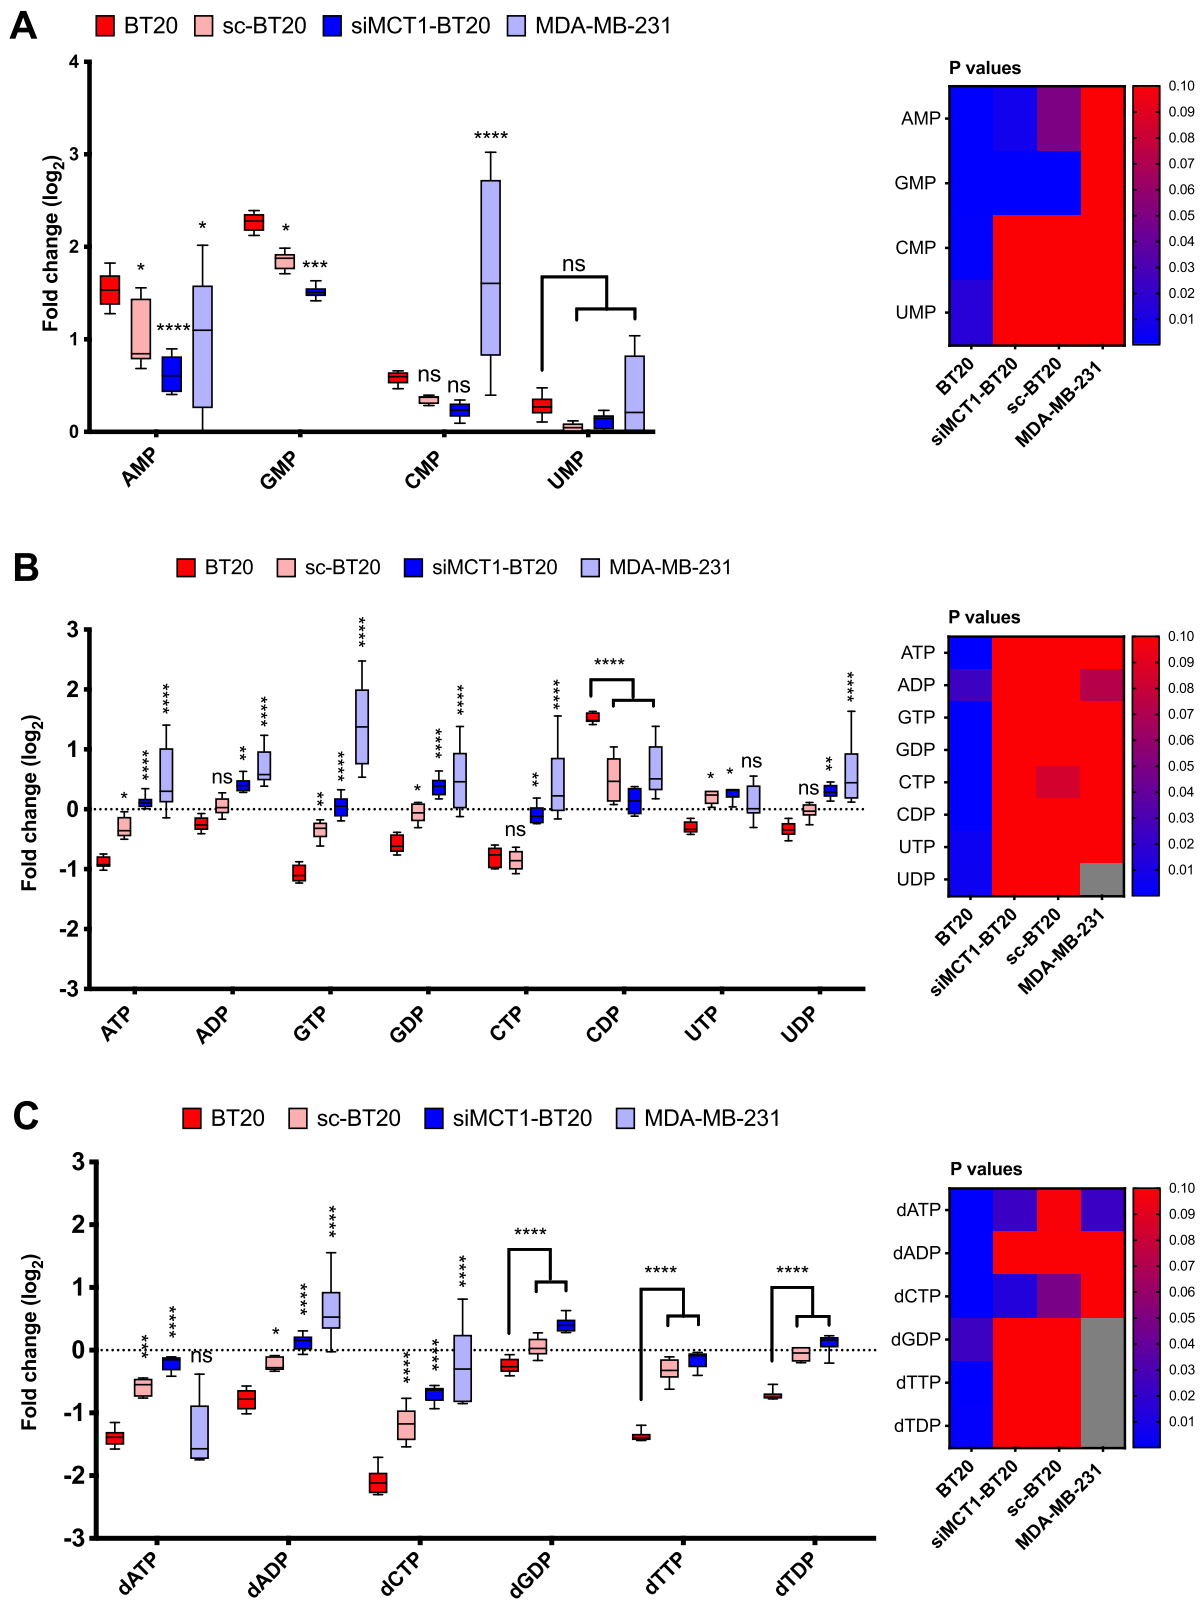 A
BT20 sc-BT20 siMCT1-BT20 MDA-MB-231
Fold change (log2)
4
3
2
1
0
* **** *
* ***
ns ns ****
ns
AMP GMP CMP UMP
P values
AMP
GMP
CMP
UMP
0.10
0.09
0.08
0.07
0.06
0.05
0.04
0.03
0.02
0.01
BT20 siMCT1-BT20 sc-BT20 MDA-MB-231
B
BT20 sc-BT20 siMCT1-BT20 MDA-MB-231
Fold change (log2)
3
2
1
0
-1
-2
-3
* **** ****
ns ** ****
** **** ****
* **** ****
ns ** ****
****
* * ns
ns ** ****
ATP ADP GTP GDP CTP CDP UTP UDP
P values
ATP
ADP
GTP
GDP
CTP
CDP
UTP
UDP
0.10
0.09
0.08
0.07
0.06
0.05
0.04
0.03
0.02
0.01
BT20 siMCT1-BT20 sc-BT20 MDA-MB-231
C
BT20 sc-BT20 siMCT1-BT20 MDA-MB-231
Fold change (log2)
3
2
1
0
-1
-2
-3
*** **** ns
* **** ****
**** **** ****
****
****
****
dATP dADP dCTP dGDP dTTP dTDP
P values
dATP
dADP
dCTP
dGDP
dTTP
dTDP
0.10
0.09
0.08
0.07
0.06
0.05
0.04
0.03
0.02
0.01
BT20 siMCT1-BT20 sc-BT20 MDA-MB-231